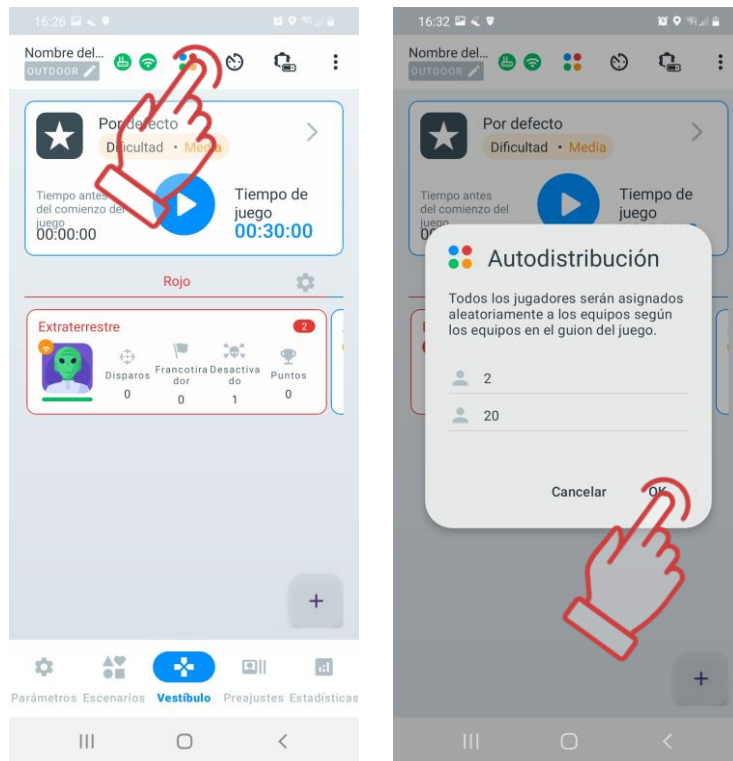 16:26
Nombre del...
OUTDOOR
Por defecto
Dificultad • Media
Tiempo antes
del comienzo del
juego
00:00:00
Tiempo de
juego
00:30:00
Rojo
Extraterrestre
2
Disparos
0
Francotira
dor
0
Desactiva
do
1
Puntos
0
+
Parámetros
Escenarios
Vestíbulo
Preajustes
Estadísticas
16:32
Nombre del...
OUTDOOR
Por defecto
Dificultad • Media
Tiempo antes
del comienzo del
juego
Tiempo de
juego
Autodistribución
Todos los jugadores serán asignados
aleatoriamente a los equipos según
los equipos en el guion del juego.
2
20
Cancelar
OK
+